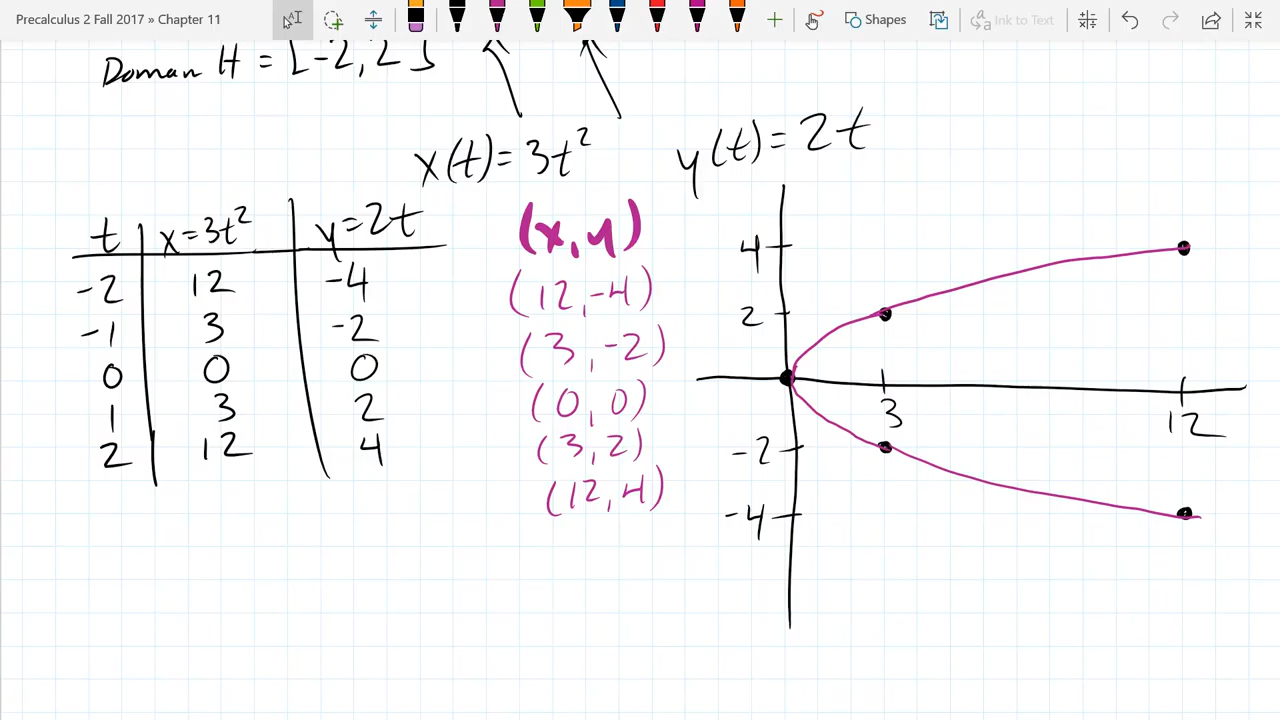 Precalculus 2 Fall 2017 » Chapter 11
Shapes
Ink to Text
Doman H = [-2, 2]
x(t) = 3t²
y(t) = 2t
t | x=3t² | y=2t
-2 | 12 | -4
-1 | 3 | -2
0 | 0 | 0
1 | 3 | 2
2 | 12 | 4
(x, y)
(12, -4)
(3, -2)
(0, 0)
(3, 2)
(12, 4)
4
2
3
12
-2
-4